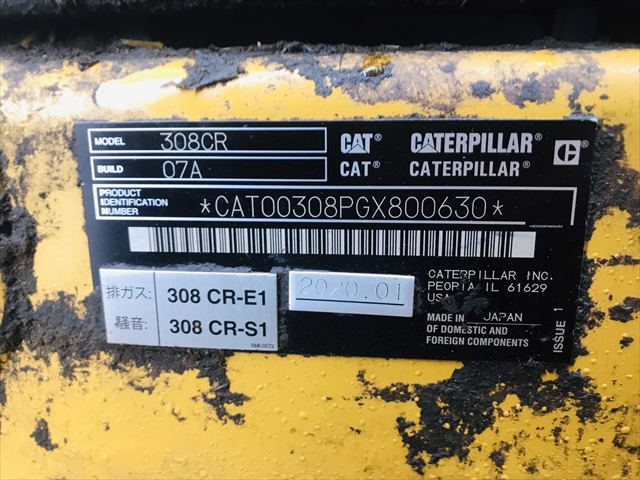 MODEL 308CR
BUILD 07A
CAT CATERPILLAR C
CAT CATERPILLAR
PRODUCT IDENTIFICATION NUMBER *CAT00308PGX800630*
排ガス: 308 CR-E1
騒音: 308 CR-S1
568-0572
2020.01
CATERPILLAR INC.
PEORIA IL 61629
USA
MADE IN JAPAN
OF DOMESTIC AND
FOREIGN COMPONENTS
ISSUE 1